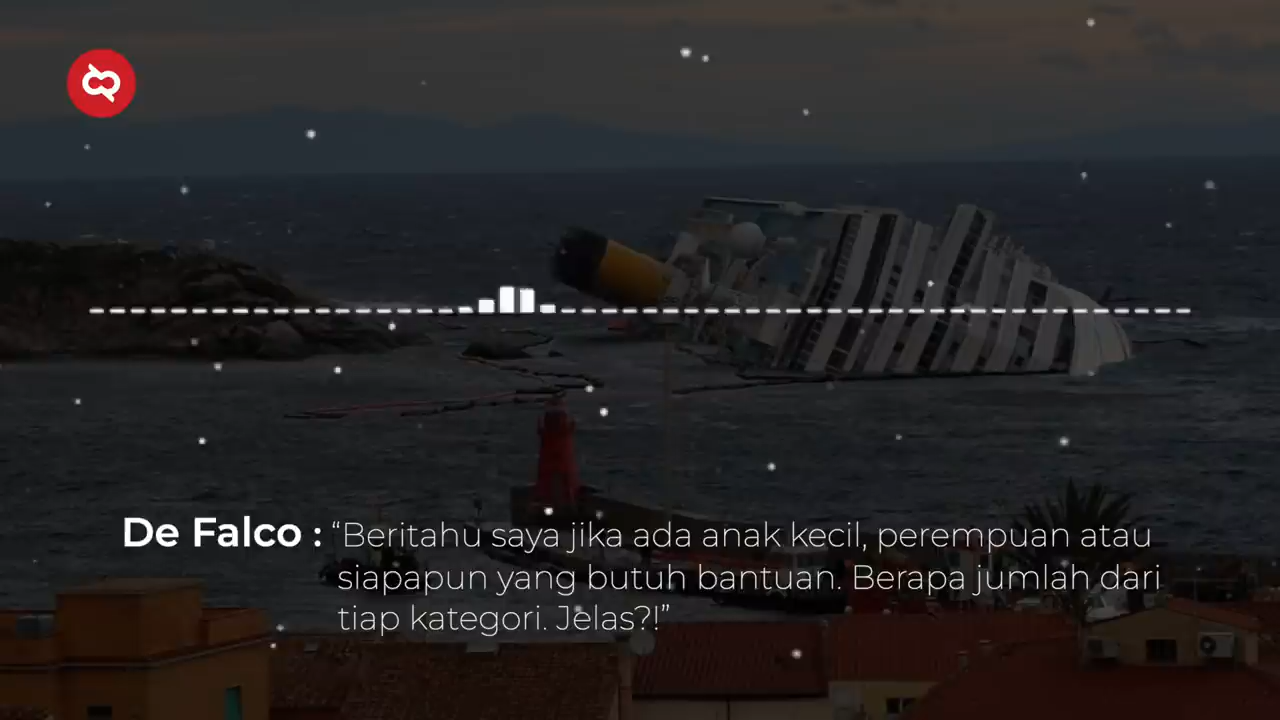 De Falco : “Beritahu saya jika ada anak kecil, perempuan atau
siapapun yang butuh bantuan. Berapa jumlah dari
tiap kategori. Jelas?!”